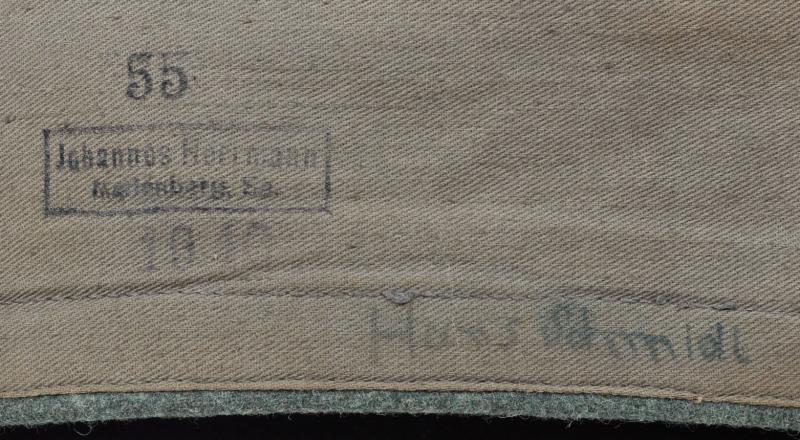 55
Johannes Herrmann
Marienberg, Sa.
Hans Schmidt